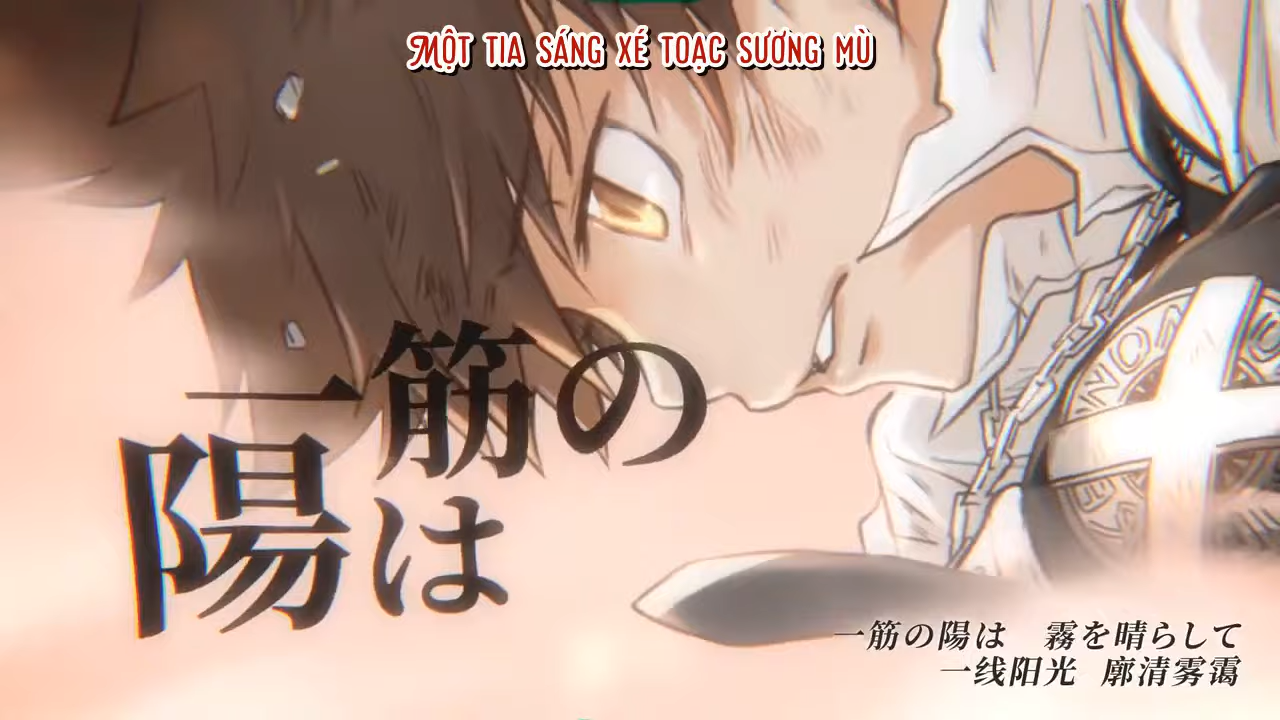 MỘT TIA SÁNG XÉ TOẠC SƯƠNG MÙ
一筋の
陽は
一筋の陽は　霧を晴らして
一线阳光 廓清雾霭